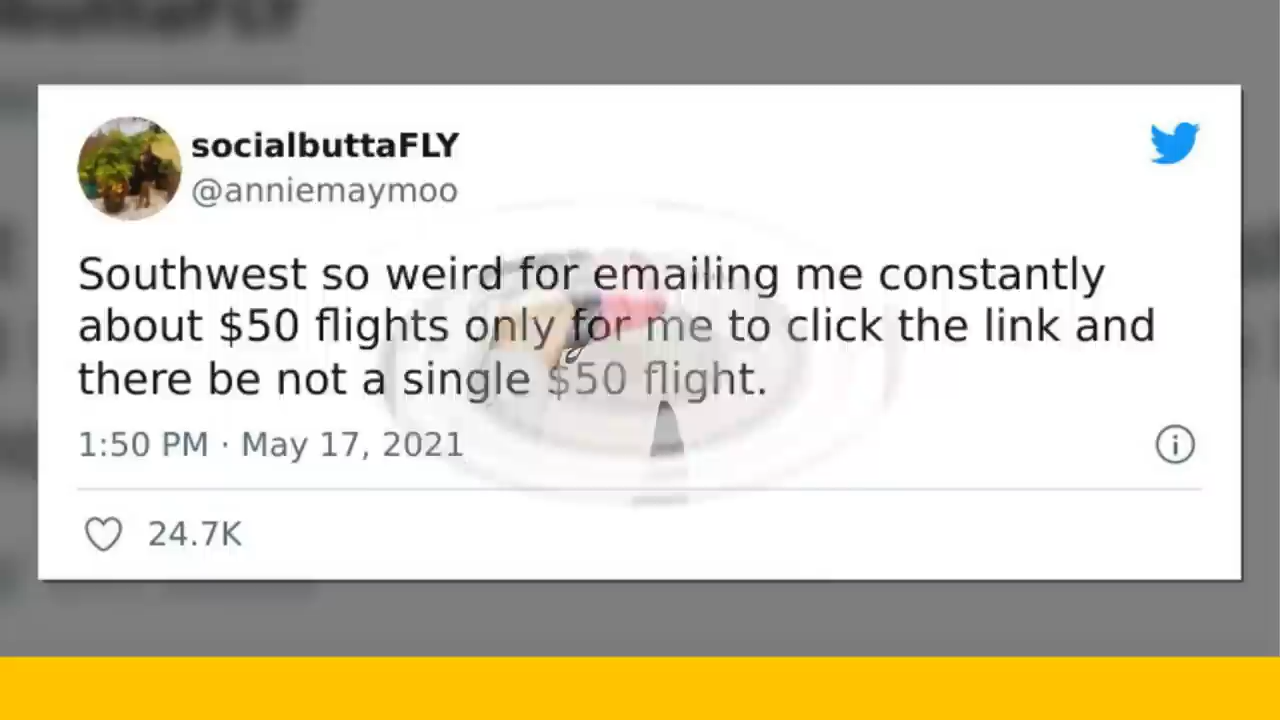 socialbuttaFLY
@anniemaymoo
Southwest so weird for emailing me constantly
about $50 flights only for me to click the link and
there be not a single $50 flight.
1:50 PM · May 17, 2021
24.7K